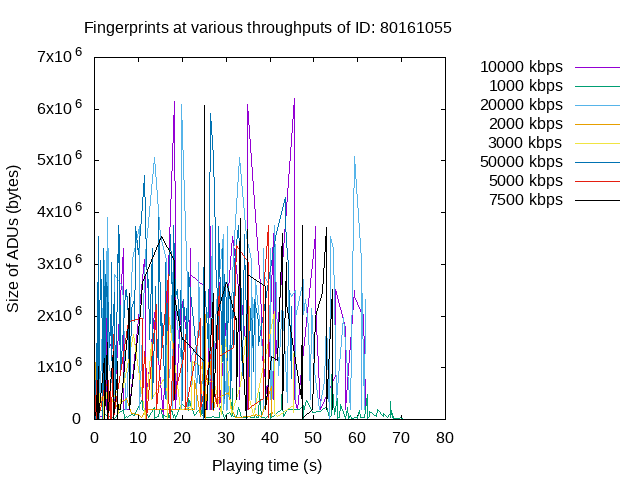 Fingerprints at various throughputs of ID: 80161055
7x10^6
6x10^6
5x10^6
4x10^6
3x10^6
2x10^6
1x10^6
0
Size of ADUs (bytes)
0 10 20 30 40 50 60 70 80
Playing time (s)
10000 kbps
1000 kbps
20000 kbps
2000 kbps
3000 kbps
50000 kbps
5000 kbps
7500 kbps